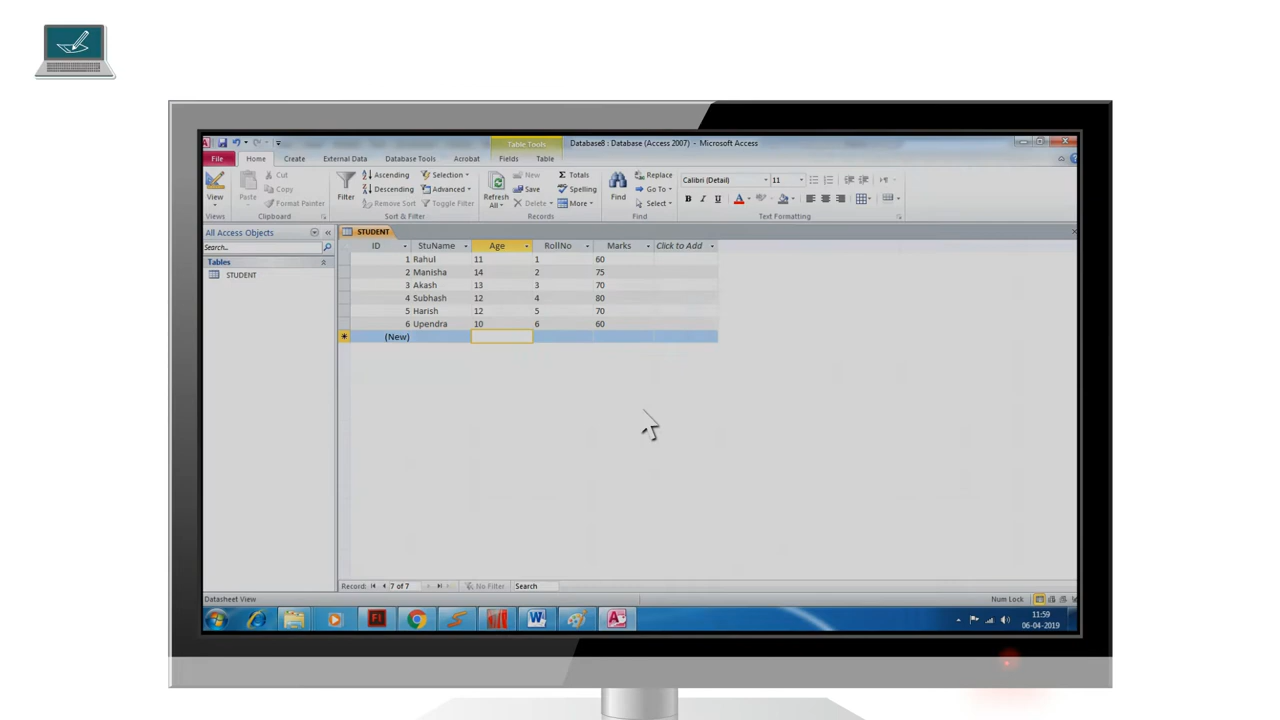 Table Tools
Database8 : Database (Access 2007) - Microsoft Access
File Home Create External Data Database Tools Acrobat Fields Table
View
Views
Paste
Cut
Copy
Format Painter
Clipboard
Filter
Ascending
Descending
Remove Sort
Selection
Advanced
Toggle Filter
Sort & Filter
Refresh
All
New
Save
Delete
Totals
Spelling
More
Records
Find
Replace
Go To
Select
Find
Calibri (Detail) 11
B I U A
Text Formatting
All Access Objects
Search..
Tables
STUDENT
STUDENT
ID StuName Age RollNo Marks Click to Add
1 Rahul 11 1 60
2 Manisha 14 2 75
3 Akash 13 3 70
4 Subhash 12 4 80
5 Harish 12 5 70
6 Upendra 10 6 60
(New)
Record: 7 of 7 No Filter Search
Datasheet View
Num Lock
11:59
06-04-2019